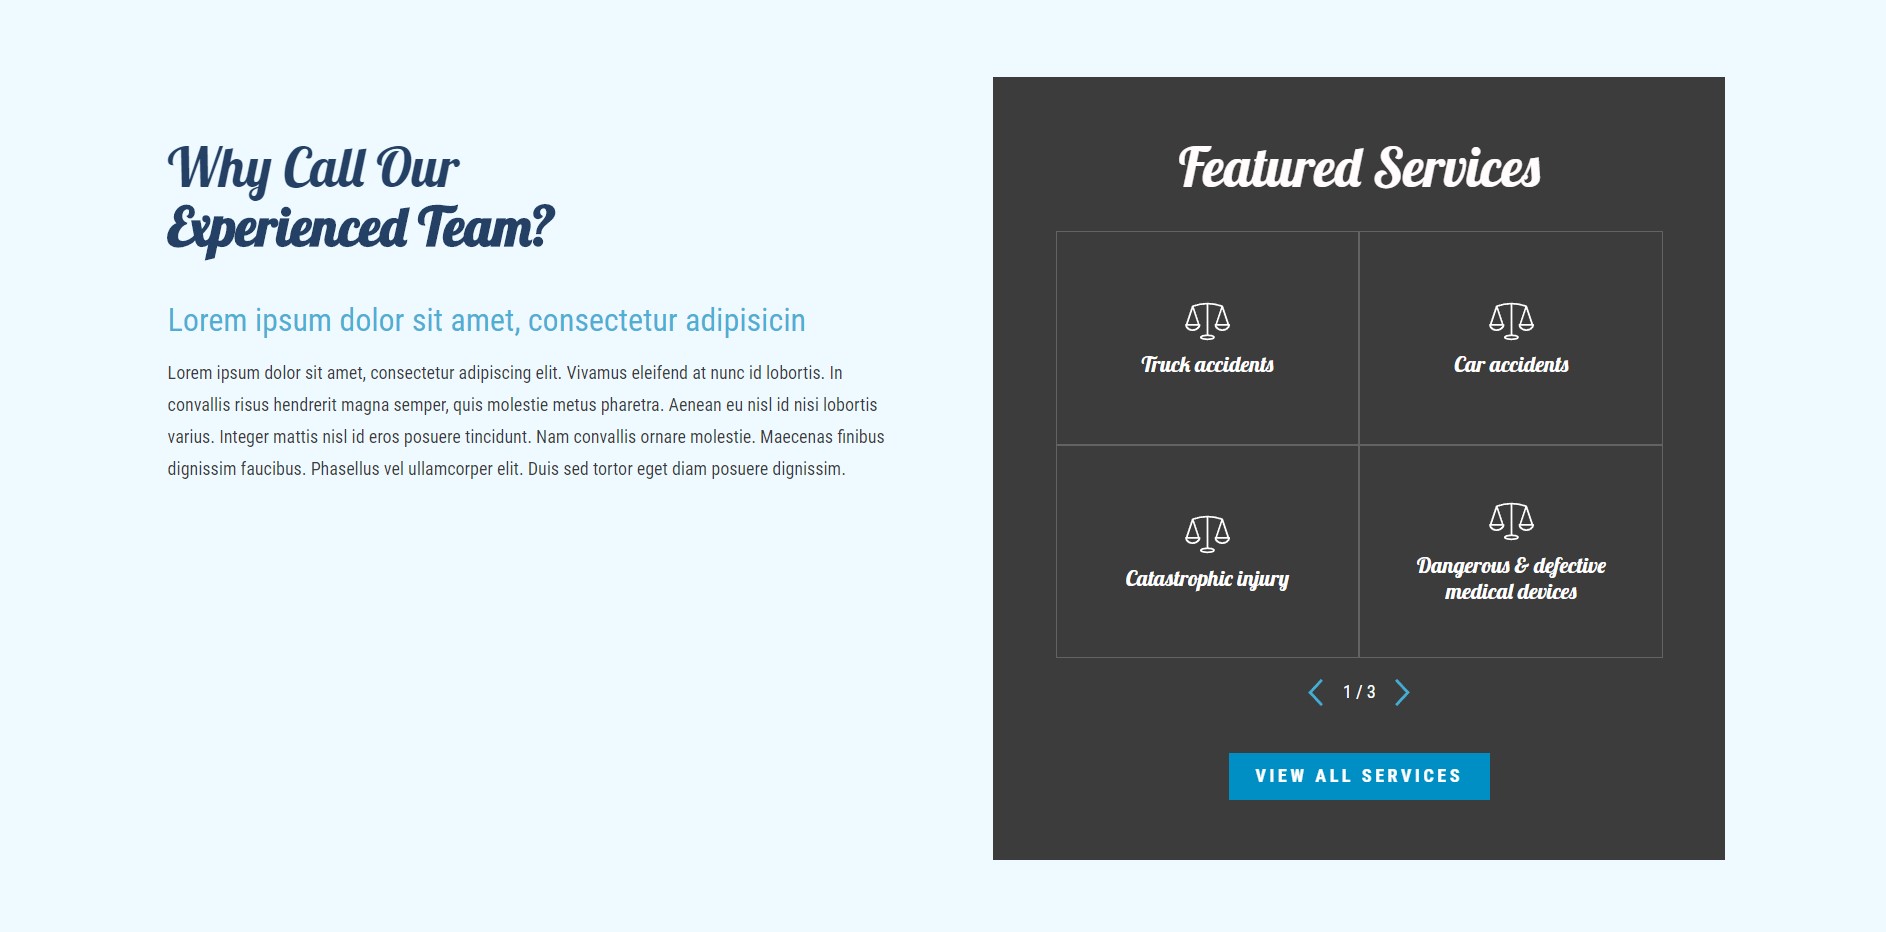 Why Call Our
Experienced Team?
Lorem ipsum dolor sit amet, consectetur adipisicin
Lorem ipsum dolor sit amet, consectetur adipiscing elit. Vivamus eleifend at nunc id lobortis. In
convallis risus hendrerit magna semper, quis molestie metus pharetra. Aenean eu nisl id nisi lobortis
varius. Integer mattis nisl id eros posuere tincidunt. Nam convallis ornare molestie. Maecenas finibus
dignissim faucibus. Phasellus vel ullamcorper elit. Duis sed tortor eget diam posuere dignissim.
Featured Services
Truck accidents
Car accidents
Catastrophic injury
Dangerous & defective
medical devices
1 / 3
VIEW ALL SERVICES